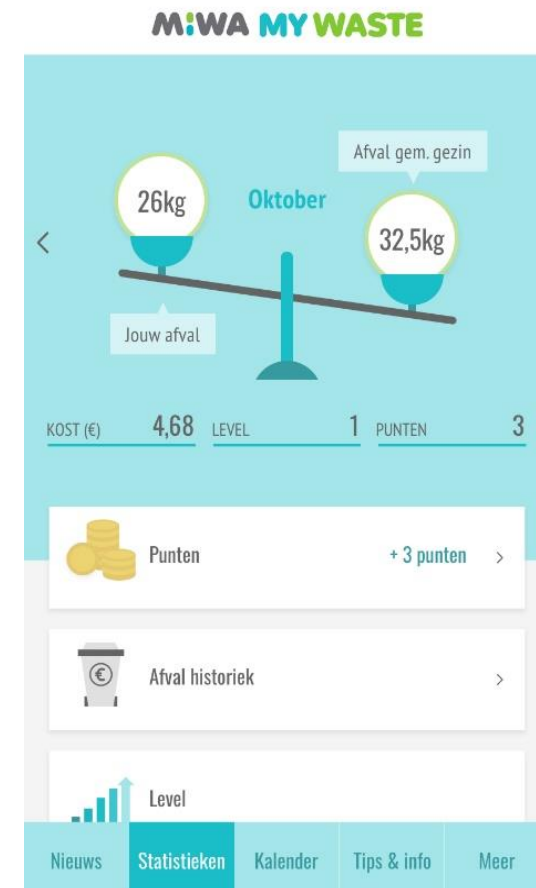 MiWA MY WASTE
Afval gem. gezin
26kg
Oktober
32,5kg
Jouw afval
KOST (€) 4,68 LEVEL 1 PUNTEN 3
Punten + 3 punten
€
Afval historiek
Level
Nieuws Statistieken Kalender Tips & info Meer